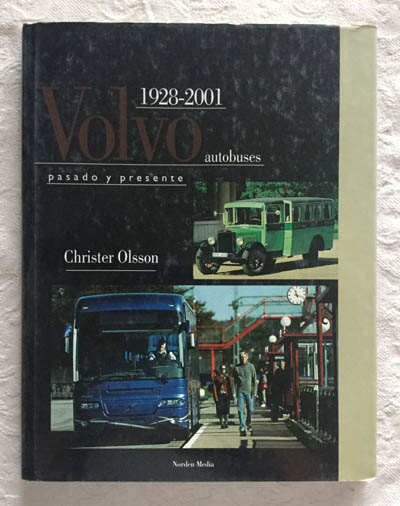 1928-2001
Volvo
autobuses
pasado y presente
Christer Olsson
Norden Media